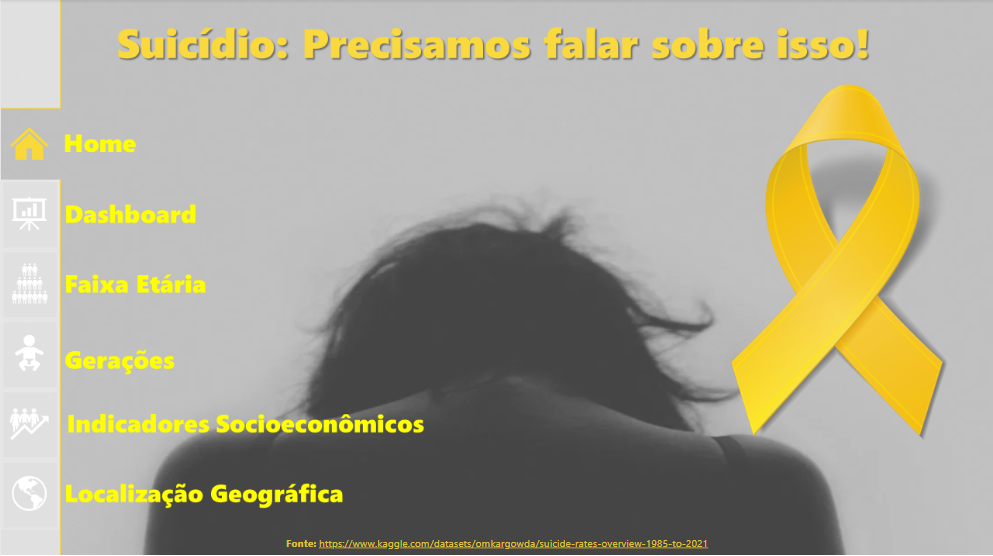 Suicídio: Precisamos falar sobre isso!
Home
Dashboard
Faixa Etária
Gerações
Indicadores Socioeconômicos
Localização Geográfica
Fonte: https://www.kaggle.com/datasets/omkargowda/suicide-rates-overview-1985-to-2021